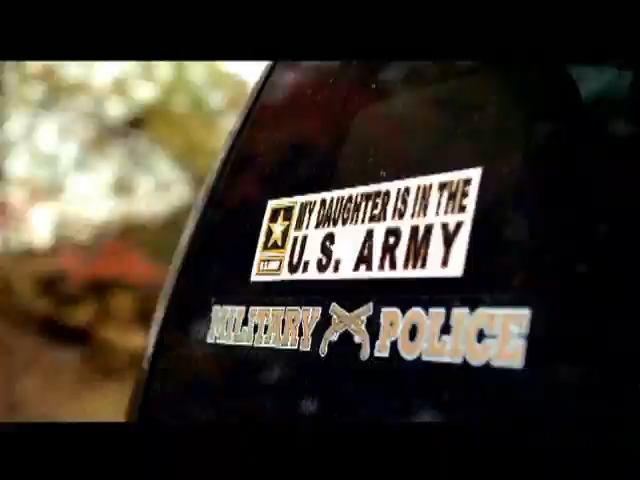 MY DAUGHTER IS IN THE
U.S. ARMY
MILITARY POLICE